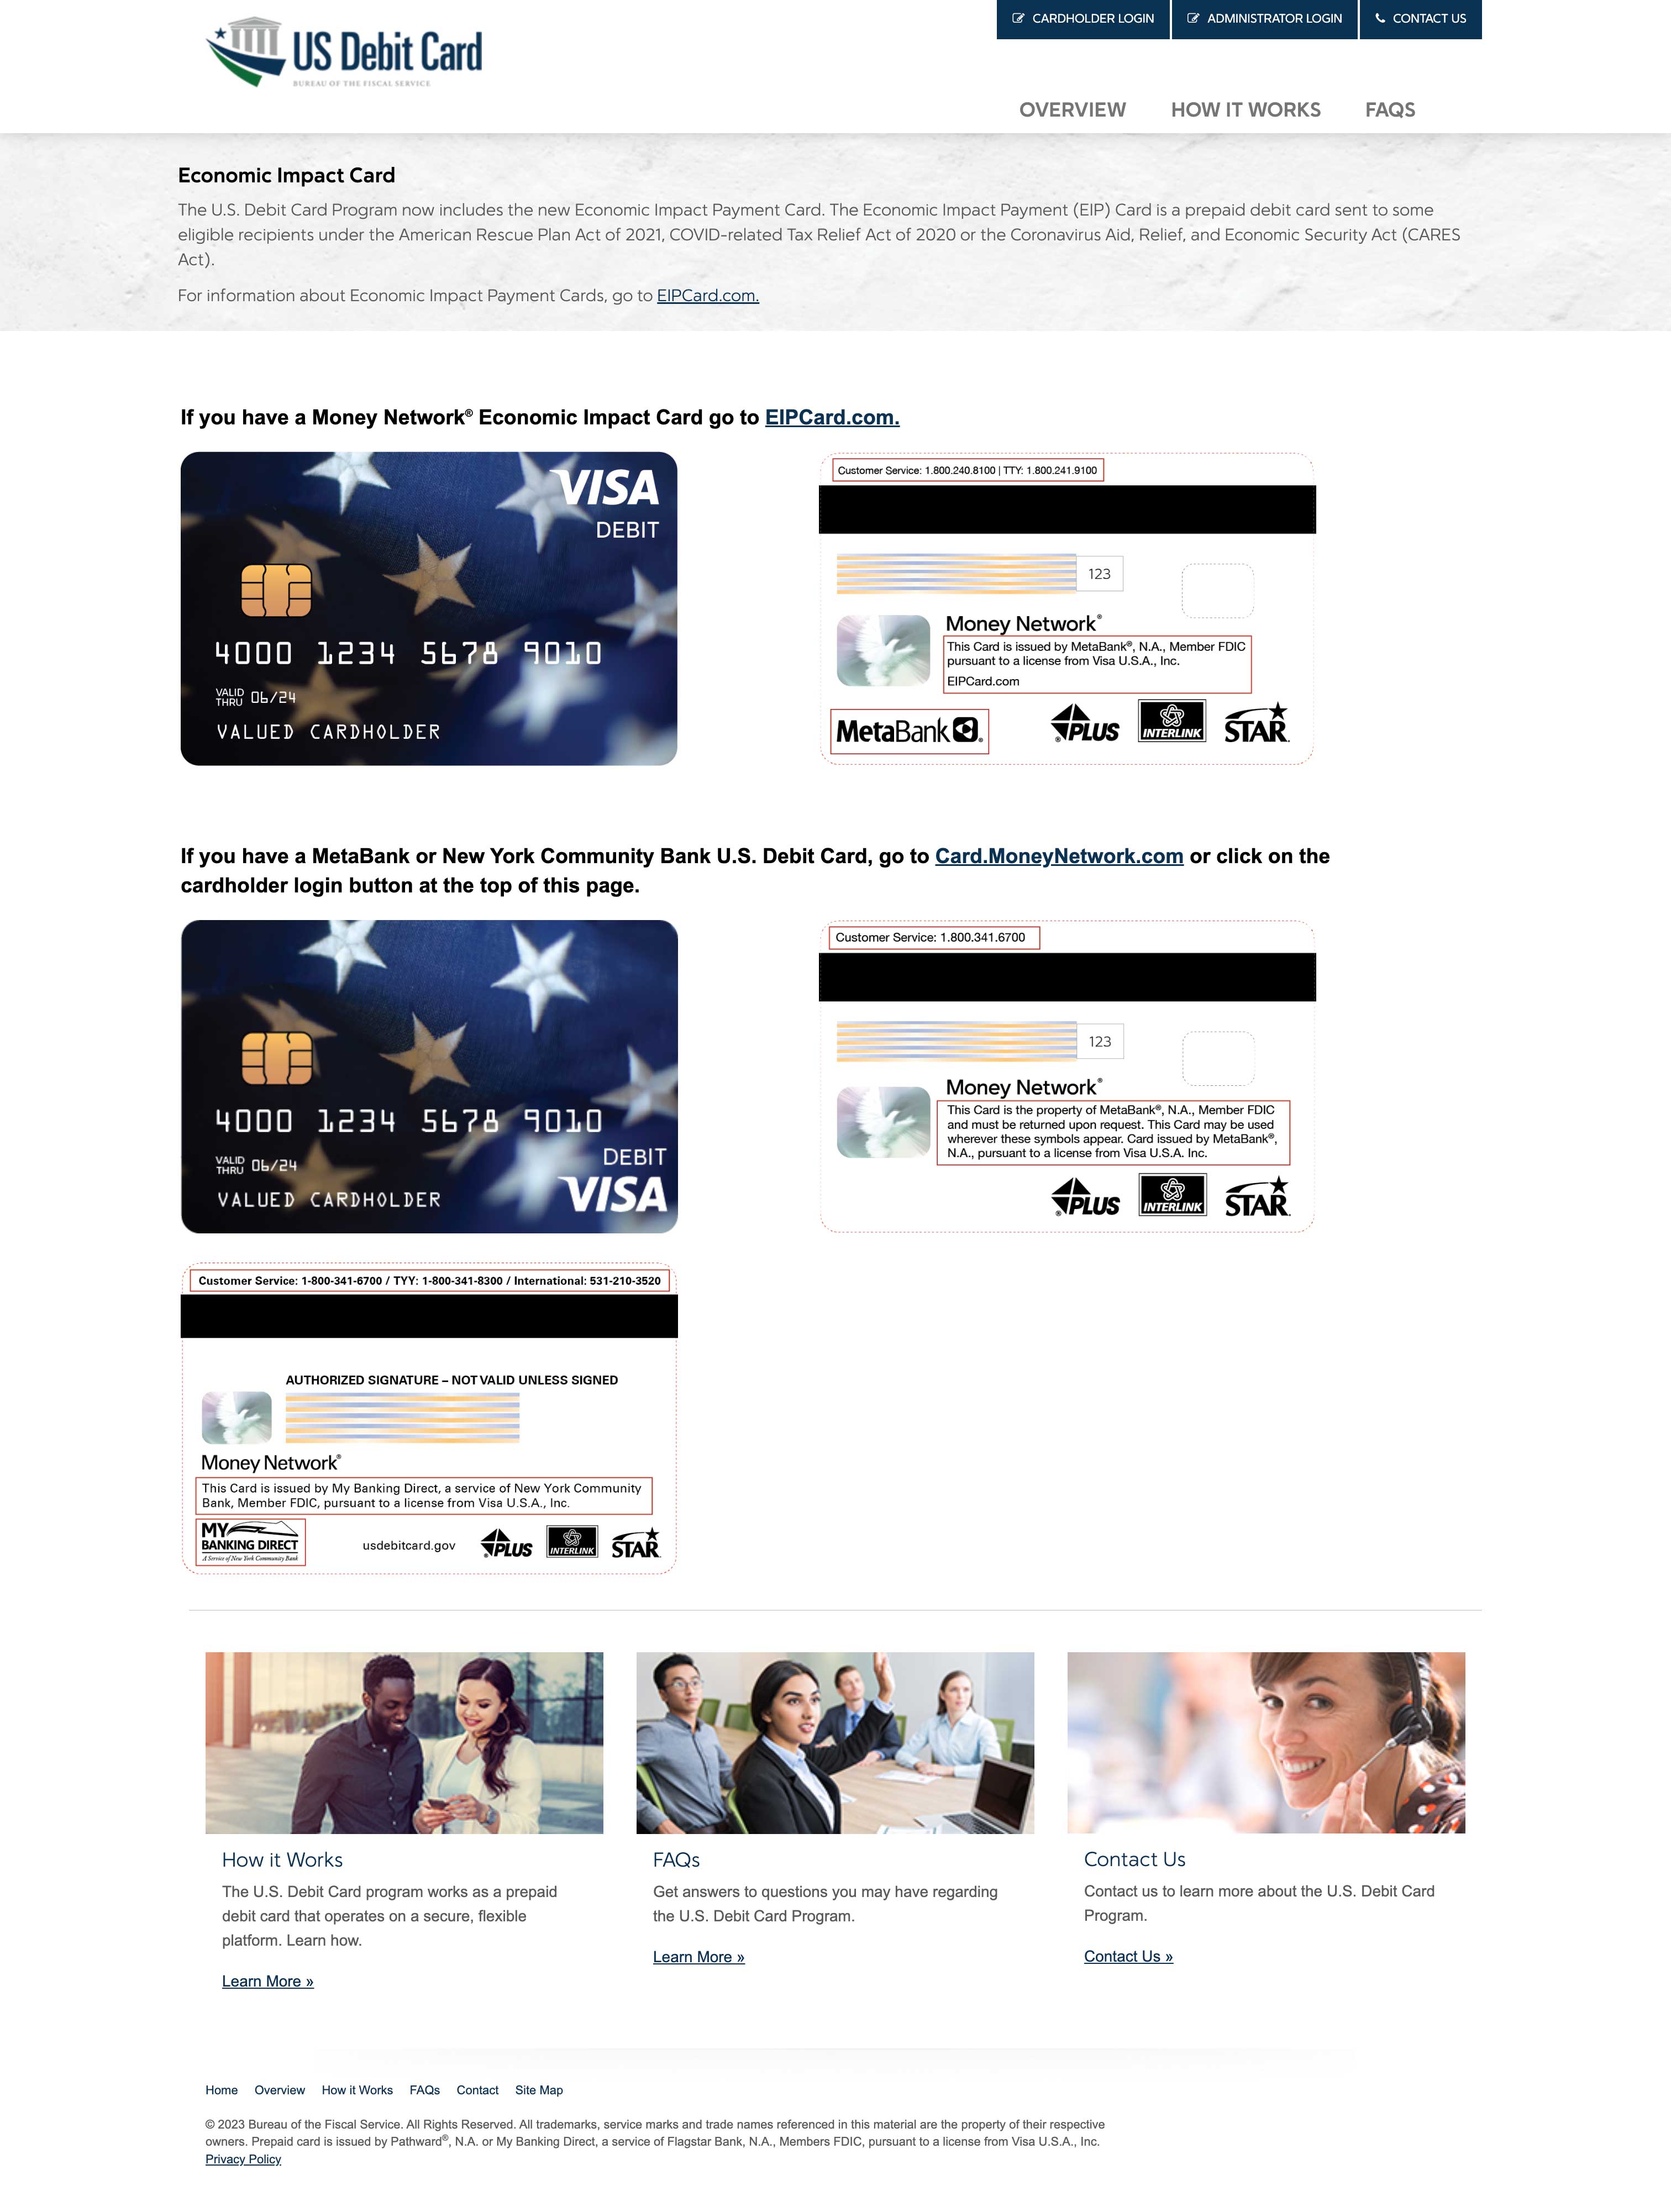 CARDHOLDER LOGIN
ADMINISTRATOR LOGIN
CONTACT US
US Debit Card
BUREAU OF THE FISCAL SERVICE
OVERVIEW
HOW IT WORKS
FAQS
Economic Impact Card
The U.S. Debit Card Program now includes the new Economic Impact Payment Card. The Economic Impact Payment (EIP) Card is a prepaid debit card sent to some
eligible recipients under the American Rescue Plan Act of 2021, COVID-related Tax Relief Act of 2020 or the Coronavirus Aid, Relief, and Economic Security Act (CARES
Act).
For information about Economic Impact Payment Cards, go to EIPCard.com.
If you have a Money Network® Economic Impact Card go to EIPCard.com.
VISA
DEBIT
4000 1234 5678 9010
VALID
THRU 06/24
VALUED CARDHOLDER
Customer Service: 1.800.240.8100 | TTY: 1.800.241.9100
123
Money Network®
This Card is issued by MetaBank®, N.A., Member FDIC
pursuant to a license from Visa U.S.A., Inc.
EIPCard.com
MetaBank®
PLUS®
INTERLINK
STAR
If you have a MetaBank or New York Community Bank U.S. Debit Card, go to Card.MoneyNetwork.com or click on the
cardholder login button at the top of this page.
4000 1234 5678 9010
VALID
THRU 06/24
DEBIT
VALUED CARDHOLDER
VISA
Customer Service: 1.800.341.6700
123
Money Network®
This Card is the property of MetaBank®, N.A., Member FDIC
and must be returned upon request. This Card may be used
wherever these symbols appear. Card issued by MetaBank®,
N.A., pursuant to a license from Visa U.S.A. Inc.
PLUS®
INTERLINK
STAR
Customer Service: 1-800-341-6700 / TYY: 1-800-341-8300 / International: 531-210-3520
AUTHORIZED SIGNATURE – NOT VALID UNLESS SIGNED
Money Network®
This Card is issued by My Banking Direct, a service of New York Community
Bank, Member FDIC, pursuant to a license from Visa U.S.A., Inc.
MY
BANKING DIRECT
A Service of New York Community Bank
usdebitcard.gov
PLUS®
INTERLINK
STAR
How it Works
The U.S. Debit Card program works as a prepaid
debit card that operates on a secure, flexible
platform. Learn how.
Learn More »
FAQs
Get answers to questions you may have regarding
the U.S. Debit Card Program.
Learn More »
Contact Us
Contact us to learn more about the U.S. Debit Card
Program.
Contact Us »
Home
Overview
How it Works
FAQs
Contact
Site Map
© 2023 Bureau of the Fiscal Service. All Rights Reserved. All trademarks, service marks and trade names referenced in this material are the property of their respective
owners. Prepaid card is issued by Pathward®, N.A. or My Banking Direct, a service of Flagstar Bank, N.A., Members FDIC, pursuant to a license from Visa U.S.A., Inc.
Privacy Policy